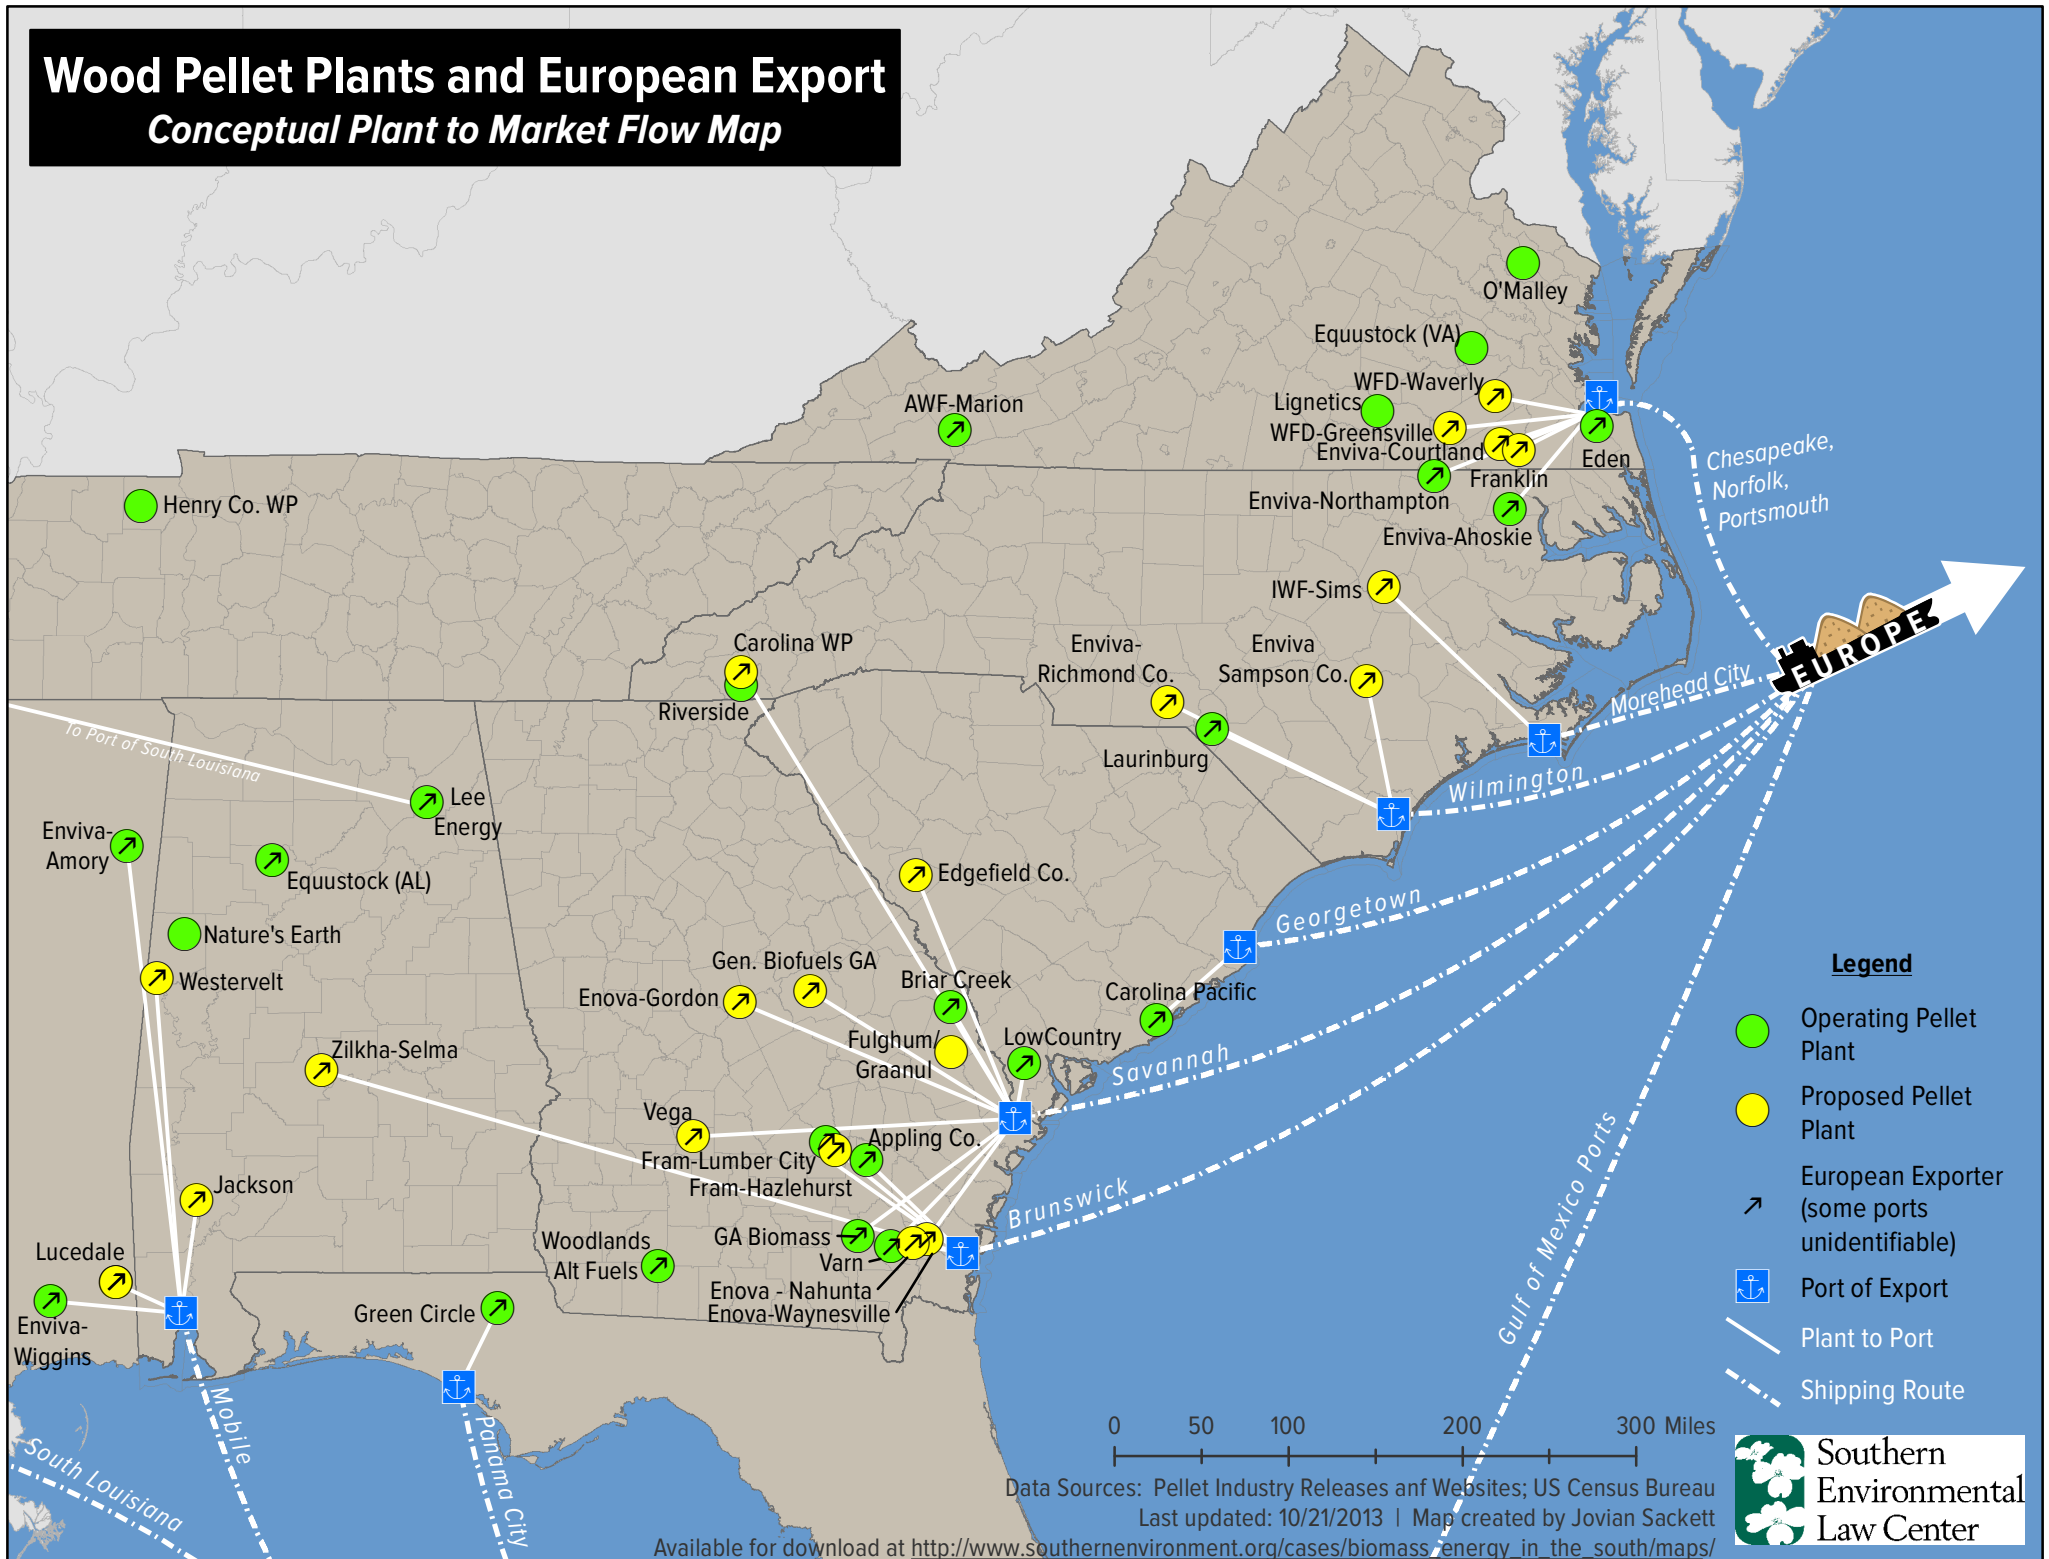 Wood Pellet Plants and European Export
Conceptual Plant to Market Flow Map
O'Malley
Equustock (VA)
WFD-Waverly
Lignetics
WFD-Greensville
Enviva-Courtland
Eden
Franklin
Enviva-Northampton
Enviva-Ahoskie
AWF-Marion
Henry Co. WP
Chesapeake,
Norfolk,
Portsmouth
IWF-Sims
Carolina WP
Riverside
Enviva-
Richmond Co.
Enviva
Sampson Co.
Laurinburg
EUROPE
Morehead City
Wilmington
To Port of South Louisiana
Lee
Energy
Enviva-
Amory
Equustock (AL)
Nature's Earth
Westervelt
Edgefield Co.
Georgetown
Gen. Biofuels GA
Enova-Gordon
Briar Creek
Carolina Pacific
Fulghum/
Graanul
LowCountry
Savannah
Zilkha-Selma
Vega
Appling Co.
Fram-Lumber City
Fram-Hazlehurst
Jackson
Brunswick
GA Biomass
Varn
Woodlands
Alt Fuels
Enova - Nahunta
Enova-Waynesville
Lucedale
Enviva-
Wiggins
Green Circle
Mobile
Panama City
South Louisiana
Gulf of Mexico Ports
Legend
Operating Pellet
Plant
Proposed Pellet
Plant
European Exporter
(some ports
unidentifiable)
Port of Export
Plant to Port
Shipping Route
0 50 100 200 300 Miles
Data Sources: Pellet Industry Releases anf Websites; US Census Bureau
Last updated: 10/21/2013 | Map created by Jovian Sackett
Available for download at http://www.southernenvironment.org/cases/biomass_energy_in_the_south/maps/
Southern
Environmental
Law Center